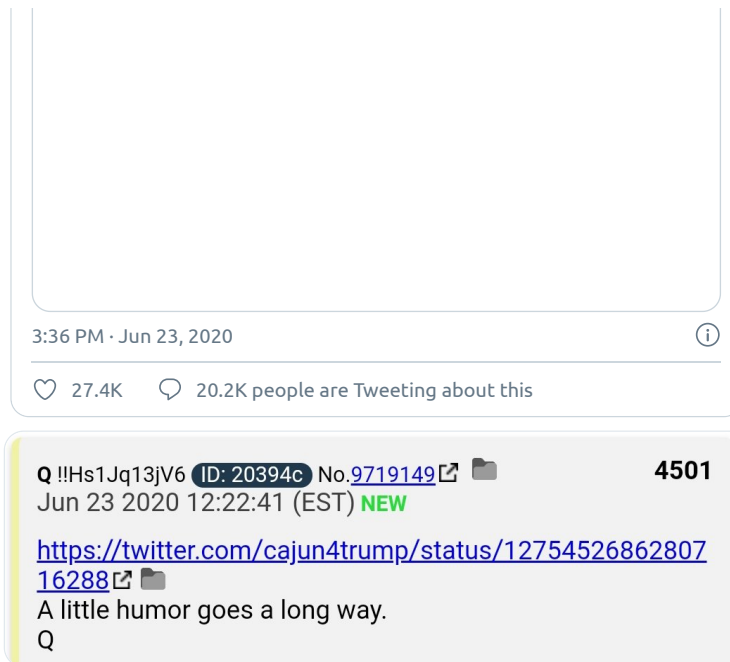 3:36 PM · Jun 23, 2020
27.4K 20.2K people are Tweeting about this
Q !!Hs1Jq13jV6 ID: 20394c No.9719149 4501
Jun 23 2020 12:22:41 (EST) NEW
https://twitter.com/cajun4trump/status/12754526862807
16288
A little humor goes a long way.
Q